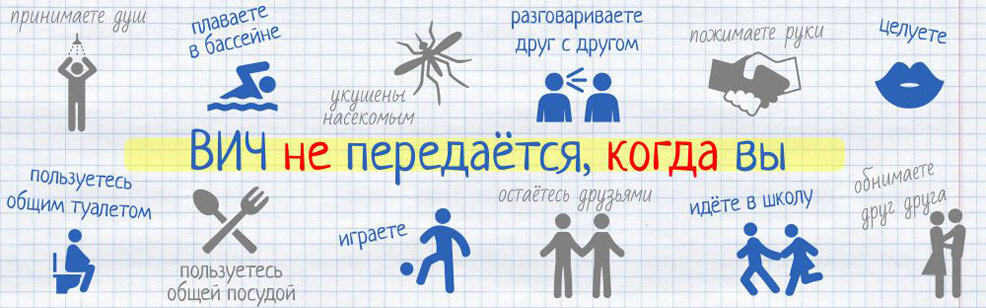 принимаете душ
плаваете
в бассейне
укушены
насекомым
разговариваете
друг с другом
пожимаете руки
целуете
ВИЧ не передаётся, когда вы
пользуетесь
общим туалетом
пользуетесь
общей посудой
играете
остаётесь друзьями
идёте в школу
обнимаете
друг друга